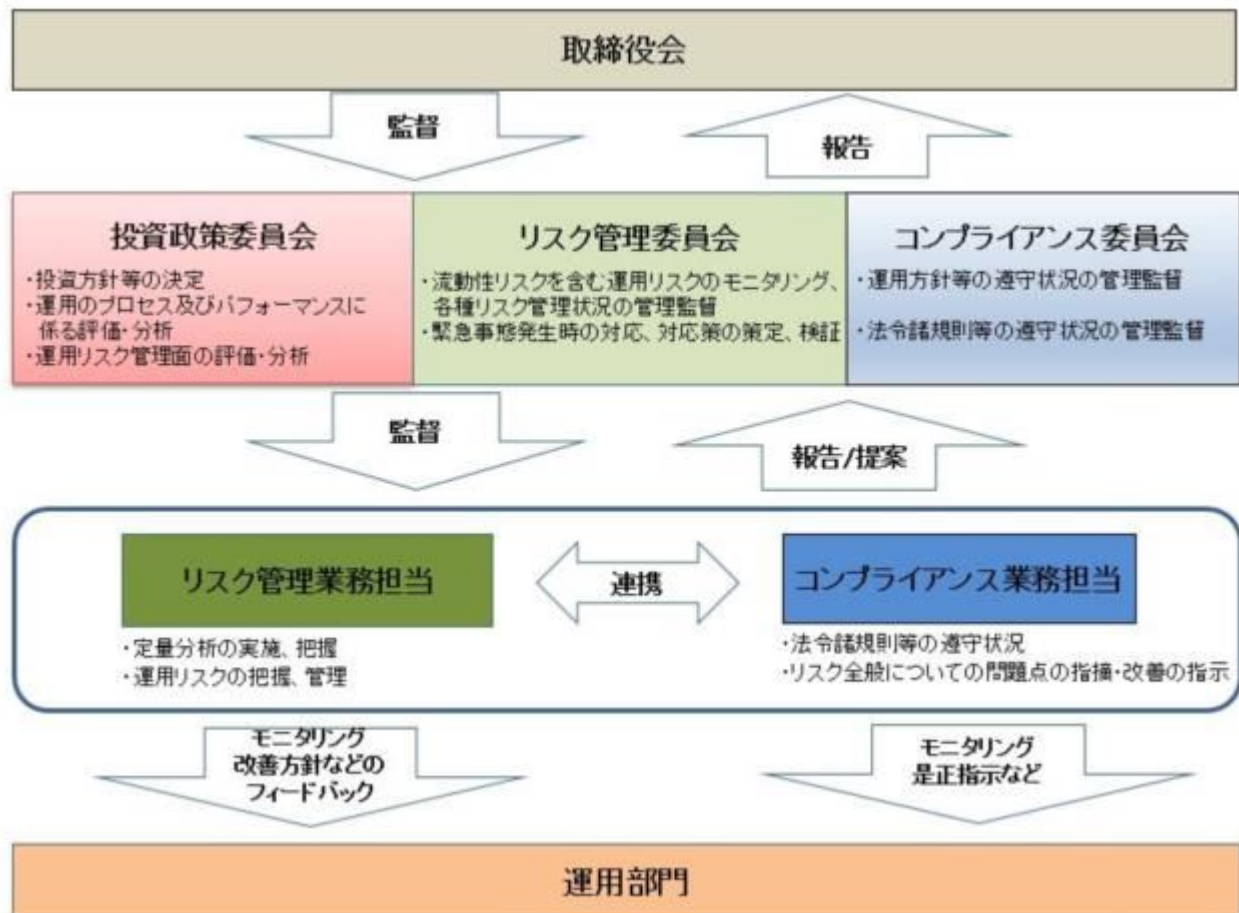 取締役会
監督
報告
投資政策委員会
・投資方針等の決定
・運用のプロセス及びパフォーマンスに
係る評価・分析
・運用リスク管理面の評価・分析
リスク管理委員会
・流動性リスクを含む運用リスクのモニタリング、
各種リスク管理状況の管理監督
・緊急事態発生時の対応、対応策の策定、検証
コンプライアンス委員会
・運用方針等の遵守状況の管理監督
・法令諸規則等の遵守状況の管理監督
監督
報告/提案
リスク管理業務担当
・定量分析の実施、把握
・運用リスクの把握、管理
連携
コンプライアンス業務担当
・法令諸規則等の遵守状況
・リスク全般についての問題点の指摘・改善の指示
モニタリング
改善方針などの
フィードバック
モニタリング
是正指示など
運用部門